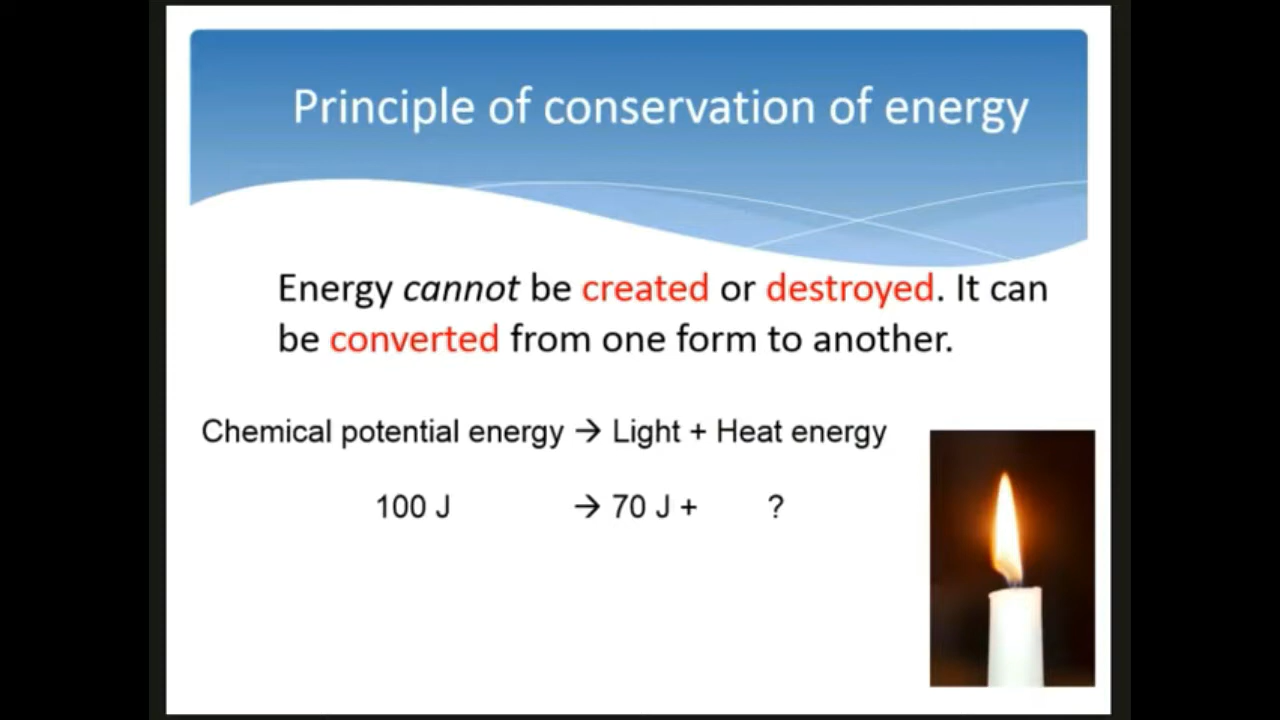 Principle of conservation of energy
Energy cannot be created or destroyed. It can
be converted from one form to another.
Chemical potential energy → Light + Heat energy
100 J → 70 J + ?